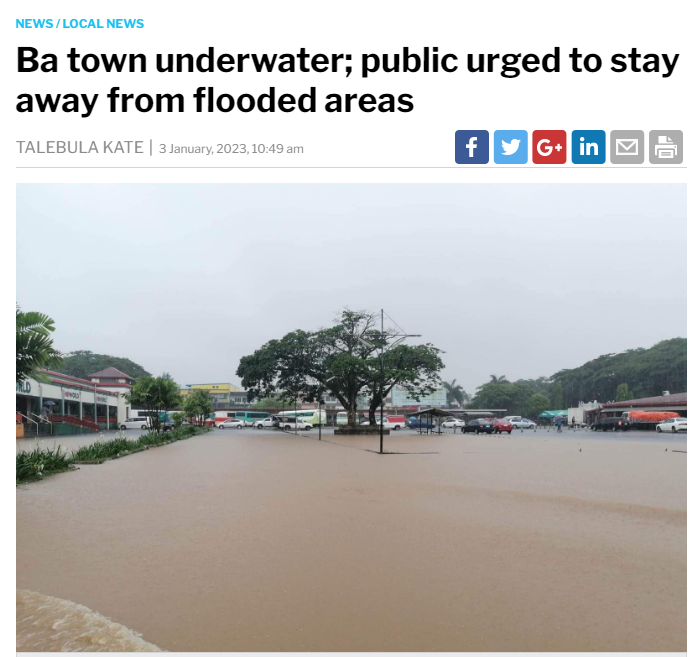 NEWS / LOCAL NEWS
Ba town underwater; public urged to stay
away from flooded areas
TALEBULA KATE | 3 January, 2023, 10:49 am
f G+ in